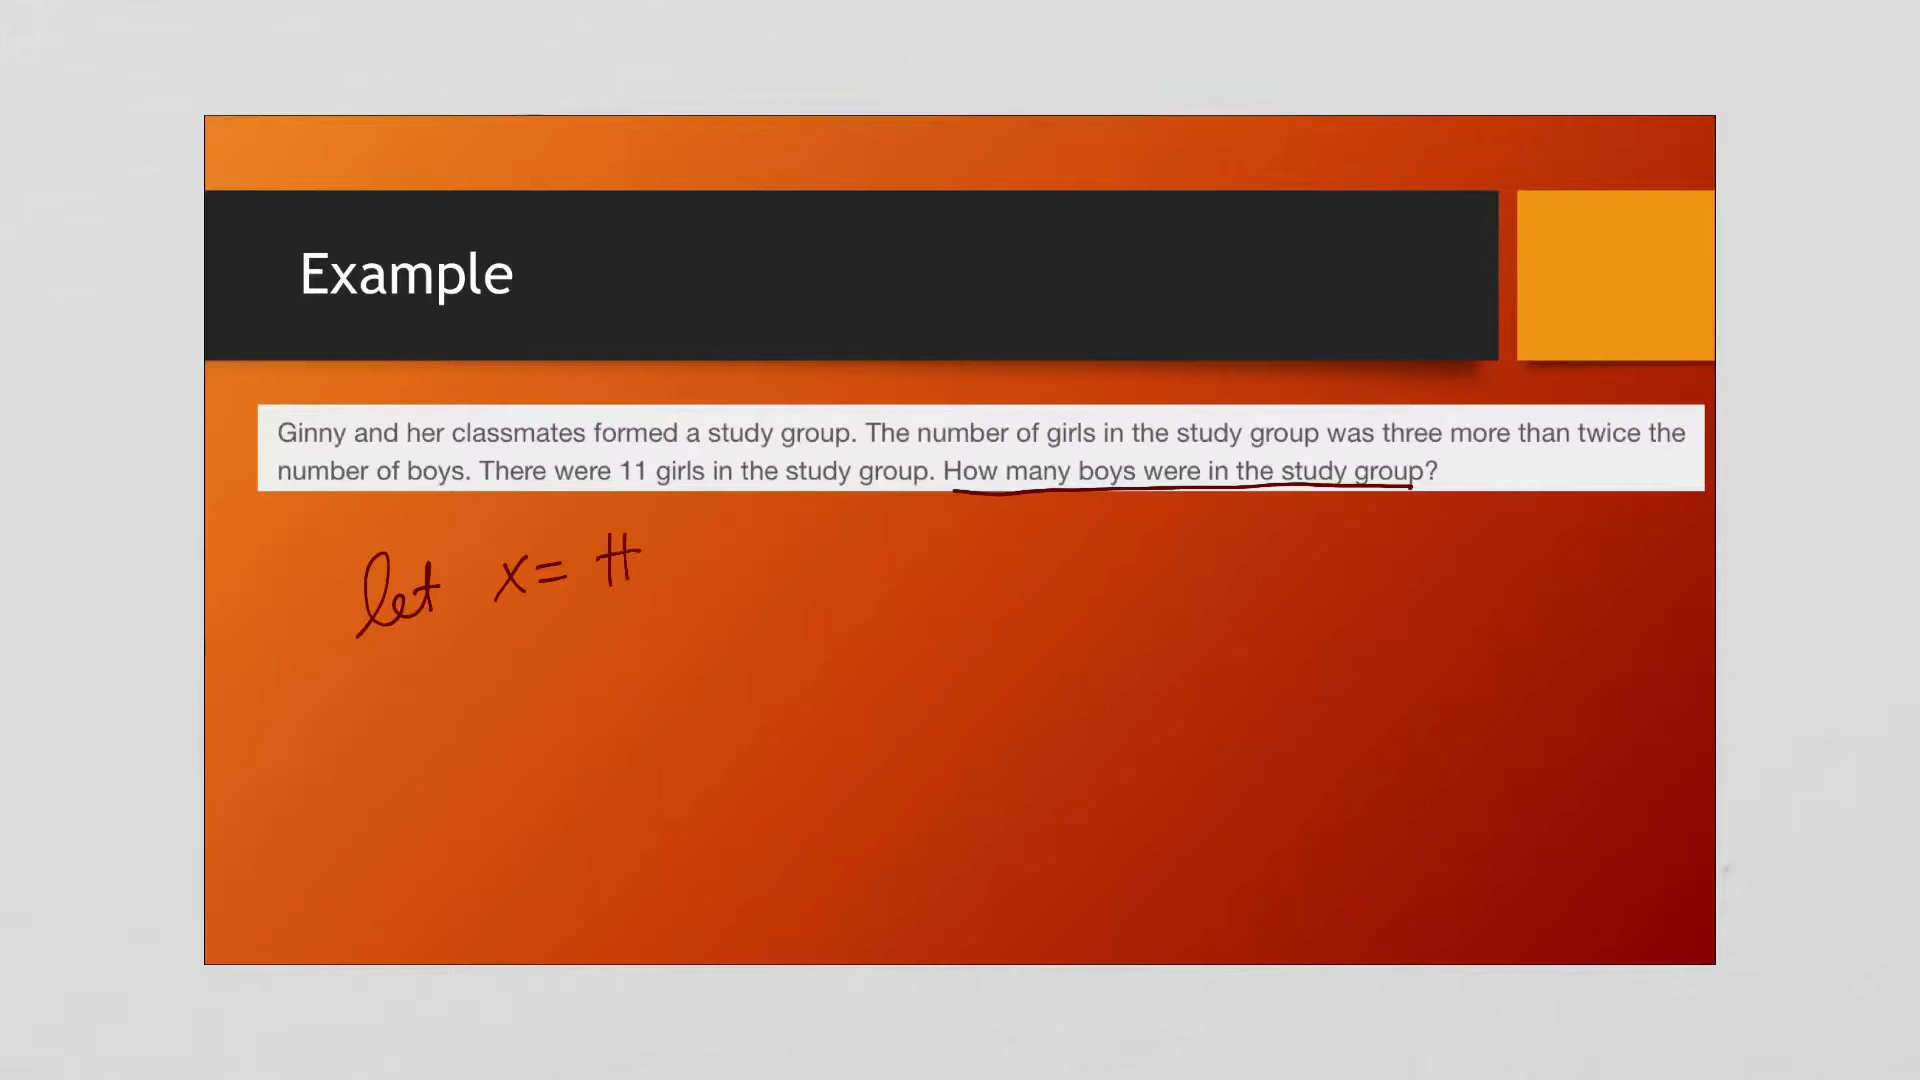 Example
Ginny and her classmates formed a study group. The number of girls in the study group was three more than twice the
number of boys. There were 11 girls in the study group. How many boys were in the study group?
let x = #